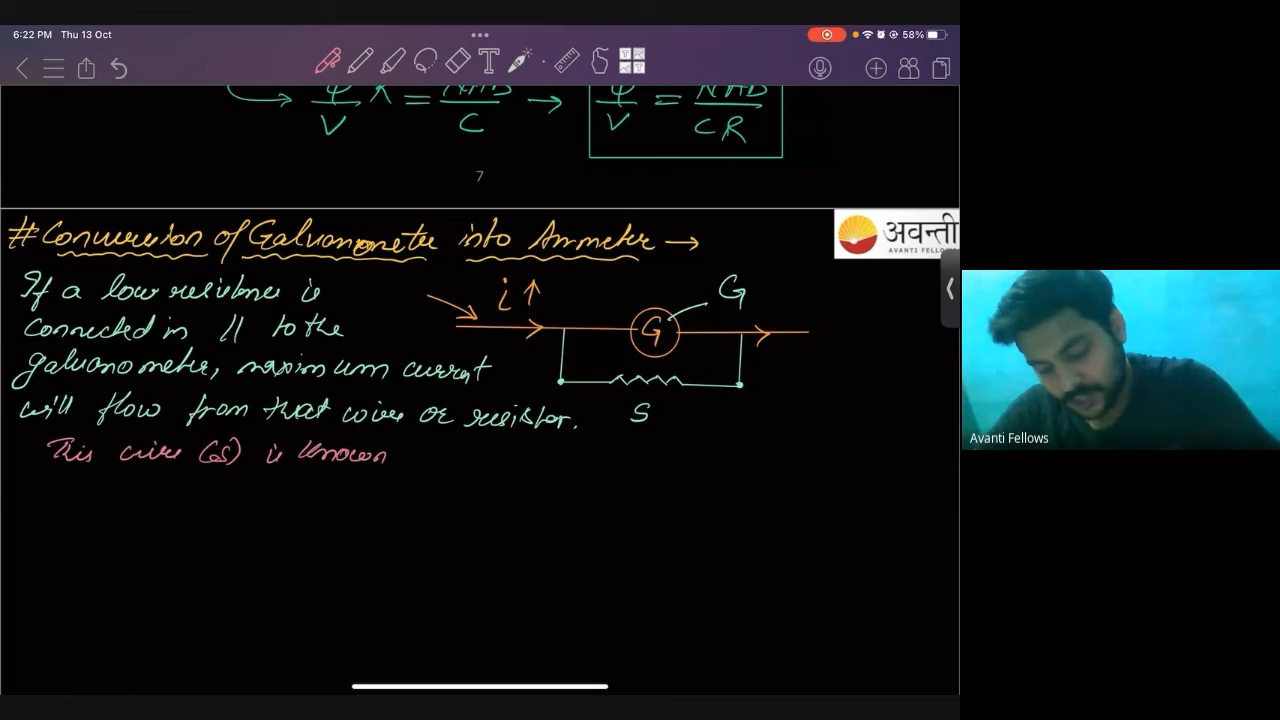 6:22 PM Thu 13 Oct
58%
T
V R = C → V = CR
7
# Conversion of Galvanometer into Ammeter →
अवन्ती
AVANTI FELLOWS
If a low resistance is
connected in || to the
galvanometer, maximum current
will flow from that wire or resistor.
i ↑
G
G
S
This wire (S) is known
Avanti Fellows